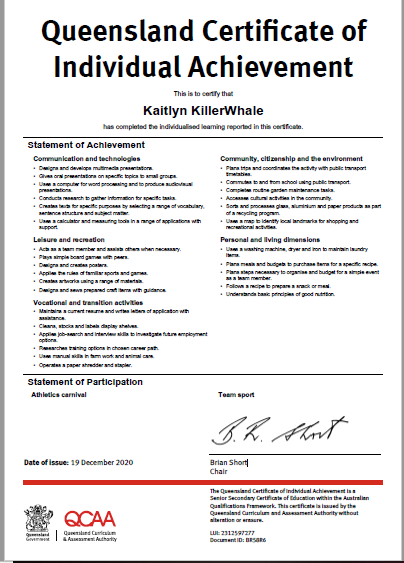 Queensland Certificate of
Individual Achievement
This is to certify that
Kaitlyn KillerWhale
has completed the individualised learning reported in this certificate.
Statement of Achievement
Communication and technologies
• Designs and develops multimedia presentations.
• Gives oral presentations on specific topics to small groups.
• Uses a computer for word processing and to produce audiovisual
presentations.
• Conducts research to gather information for specific tasks.
• Creates texts for specific purposes by selecting a range of vocabulary,
sentence structure and subject matter.
• Uses a calculator and measuring tools in a range of applications with
support.
Leisure and recreation
• Acts as a team member and assists others when necessary.
• Plays simple board games with peers.
• Designs and creates posters.
• Applies the rules of familiar sports and games.
• Creates artworks using a range of materials.
• Designs and sews prepared craft items with guidance.
Vocational and transition activities
• Maintains a current resume and writes letters of application with
assistance.
• Cleans, stocks and labels display shelves.
• Applies job-search and interview skills to investigate future employment
options.
• Researches training options in chosen career path.
• Uses manual skills in farm work and animal care.
• Operates a paper shredder and stapler.
Community, citizenship and the environment
• Plans trips and coordinates the activity with public transport
timetables.
• Commutes to and from school using public transport.
• Completes routine garden maintenance tasks.
• Accesses cultural activities in the community.
• Sorts and processes glass, aluminium and paper products as part
of a recycling program.
• Uses a map to identify local landmarks for shopping and
recreational activities.
Personal and living dimensions
• Uses a washing machine, dryer and iron to maintain laundry
items.
• Plans meals and budgets to purchase items for a specific recipe.
• Plans steps necessary to organise and budget for a simple event
as a team member.
• Follows a recipe to prepare a snack or meal.
• Understands basic principles of good nutrition.
Statement of Participation
Athletics carnival
Team sport
B. R. Short
Date of issue: 19 December 2020
Brian Short
Chair
Queensland
Government
QCAA
Queensland Curriculum
& Assessment Authority
The Queensland Certificate of Individual Achievement is a
Senior Secondary Certificate of Education within the Australian
Qualifications Framework. This certificate is issued by the
Queensland Curriculum and Assessment Authority without
alteration or erasure.
LUI: 2312597277
Document ID: BRS8R6